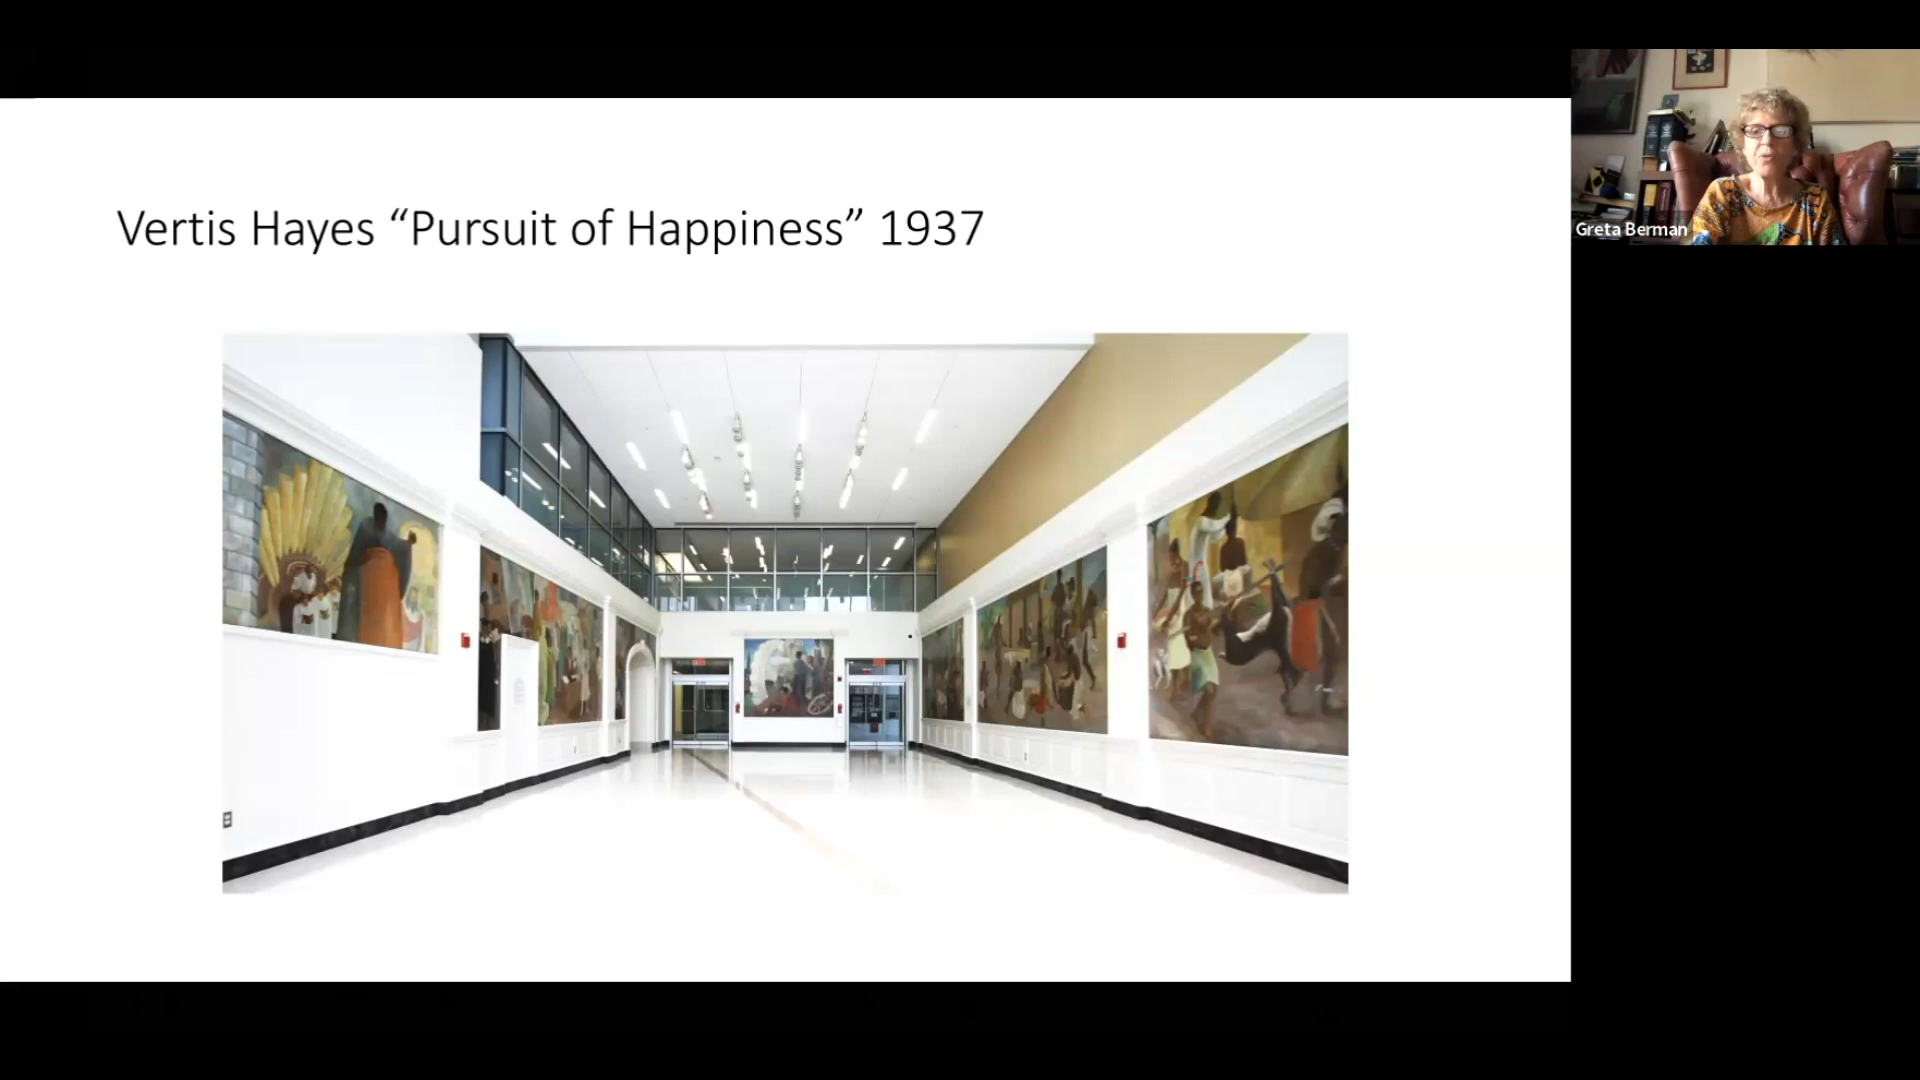 Vertis Hayes “Pursuit of Happiness” 1937
Greta Berman